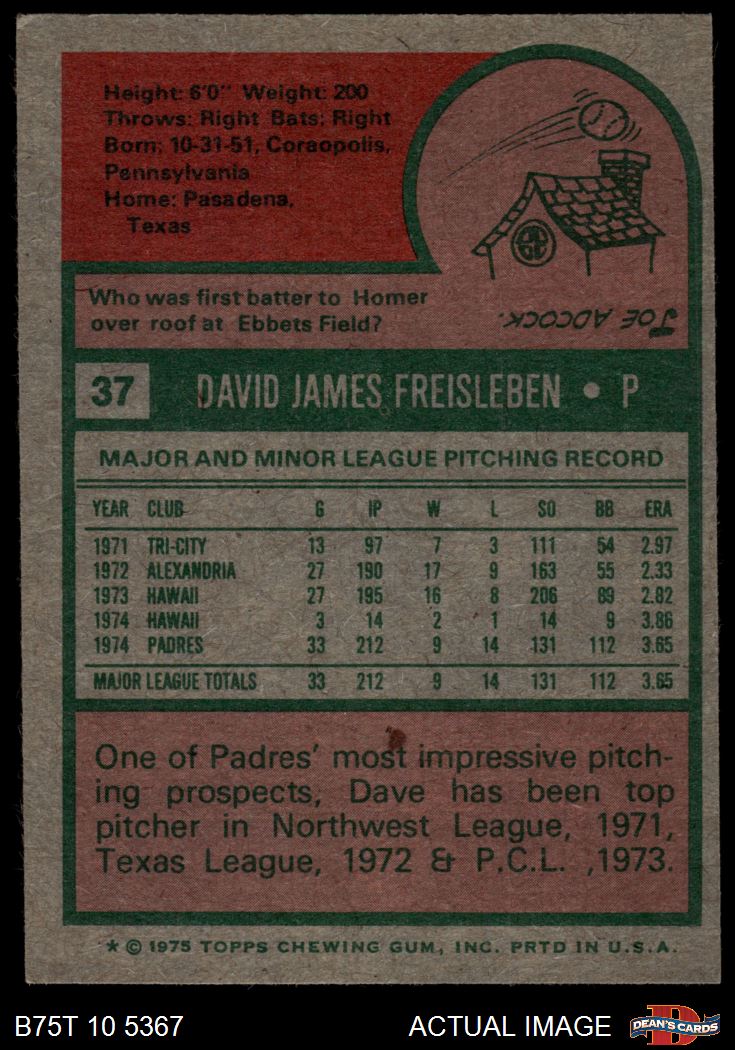 Height: 6'0" Weight: 200
Throws: Right Bats: Right
Born: 10-31-51, Coraopolis,
Pennsylvania
Home: Pasadena,
Texas
Who was first batter to Homer
over roof at Ebbets Field?
JOE ADCOCK.
37 DAVID JAMES FREISLEBEN • P
MAJOR AND MINOR LEAGUE PITCHING RECORD
YEAR CLUB G IP W L SO BB ERA
1971 TRI-CITY 13 97 7 3 111 54 2.97
1972 ALEXANDRIA 27 190 17 9 163 55 2.33
1973 HAWAII 27 195 16 8 206 89 2.82
1974 HAWAII 3 14 2 1 14 9 3.86
1974 PADRES 33 212 9 14 131 112 3.65
MAJOR LEAGUE TOTALS 33 212 9 14 131 112 3.65
One of Padres' most impressive pitch-
ing prospects, Dave has been top
pitcher in Northwest League, 1971,
Texas League, 1972 & P.C.L. ,1973.
* © 1975 TOPPS CHEWING GUM, INC. PRTD IN U.S.A.
B75T 10 5367 ACTUAL IMAGE DEAN'S CARDS